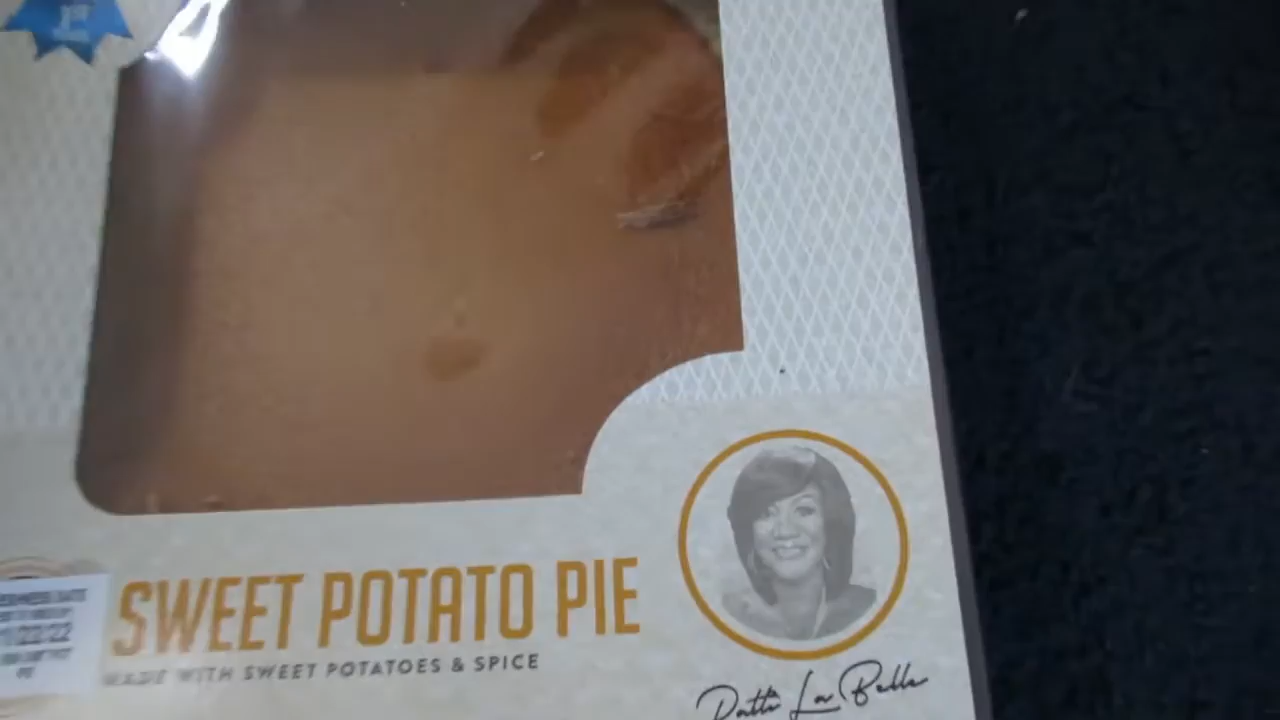 SWEET POTATO PIE
MADE WITH SWEET POTATOES & SPICE
Patti LaBelle